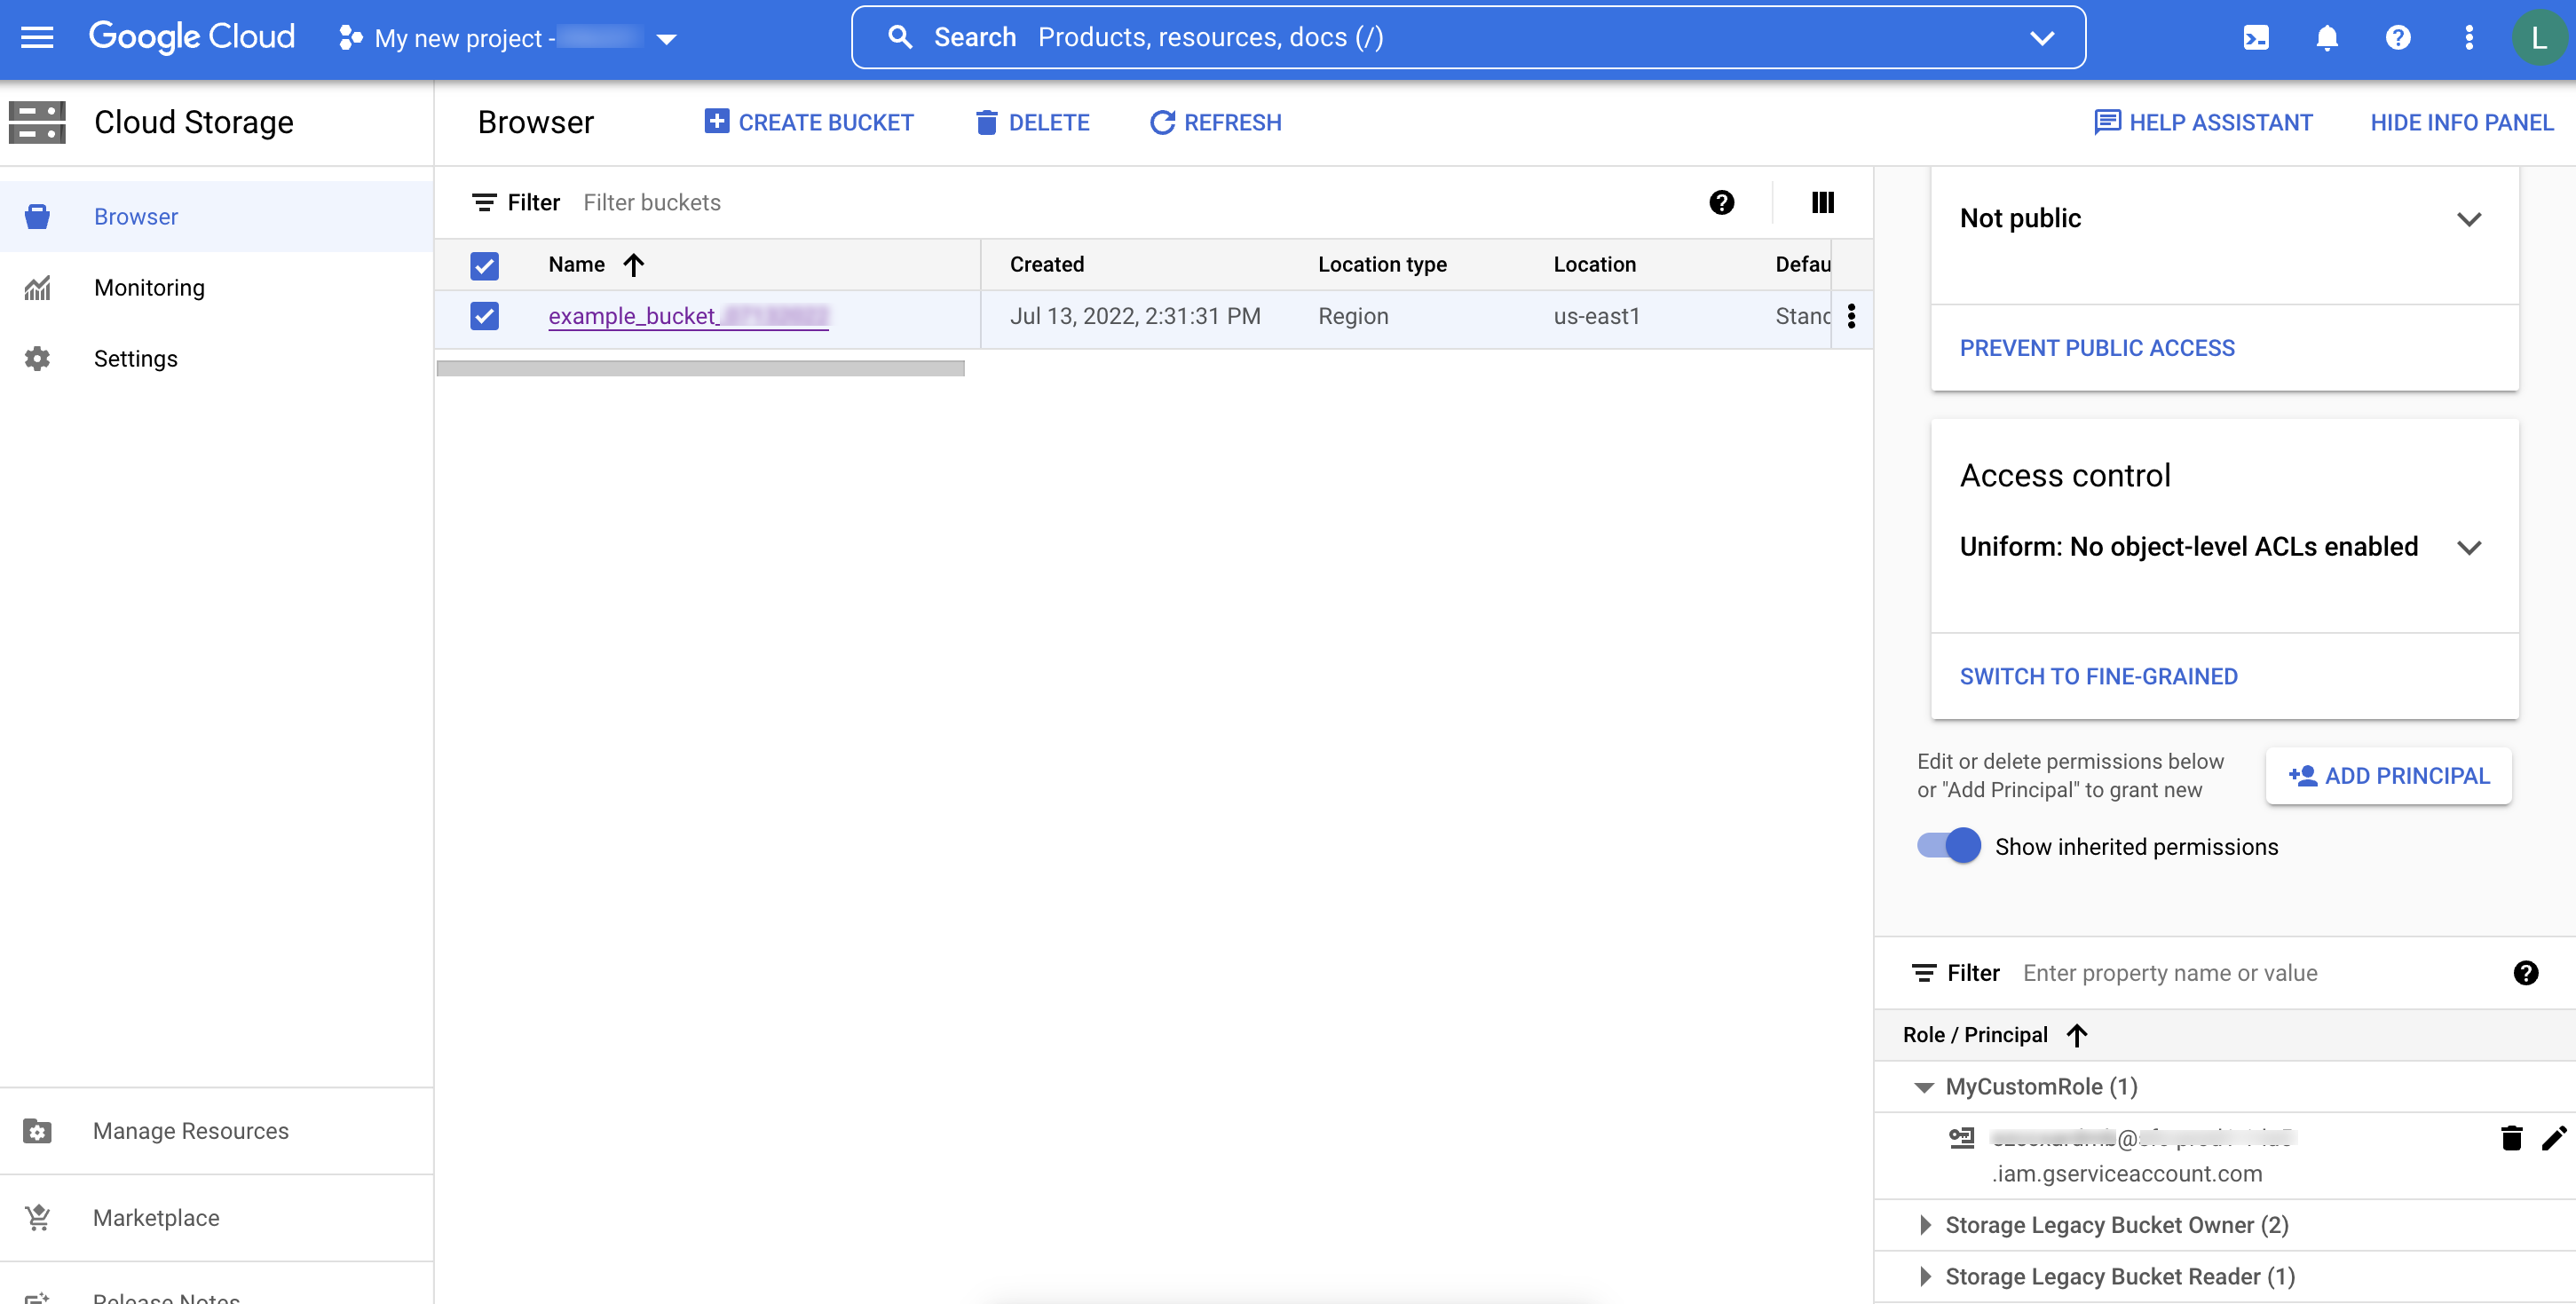 Google Cloud
My new project -
Search Products, resources, docs (/)
L
Cloud Storage
Browser
CREATE BUCKET
DELETE
REFRESH
HELP ASSISTANT
HIDE INFO PANEL
Browser
Monitoring
Settings
Manage Resources
Marketplace
Release Notes
Filter Filter buckets
Name Created Location type Location Defau
example_bucket_ Jul 13, 2022, 2:31:31 PM Region us-east1 Stand
Not public
PREVENT PUBLIC ACCESS
Access control
Uniform: No object-level ACLs enabled
SWITCH TO FINE-GRAINED
Edit or delete permissions below
or "Add Principal" to grant new
ADD PRINCIPAL
Show inherited permissions
Filter Enter property name or value
Role / Principal
MyCustomRole (1)
@
.iam.gserviceaccount.com
Storage Legacy Bucket Owner (2)
Storage Legacy Bucket Reader (1)